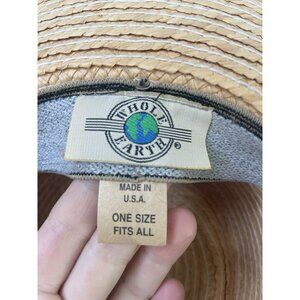 WHOLE
EARTH ®
MADE IN
U.S.A.
ONE SIZE
FITS ALL